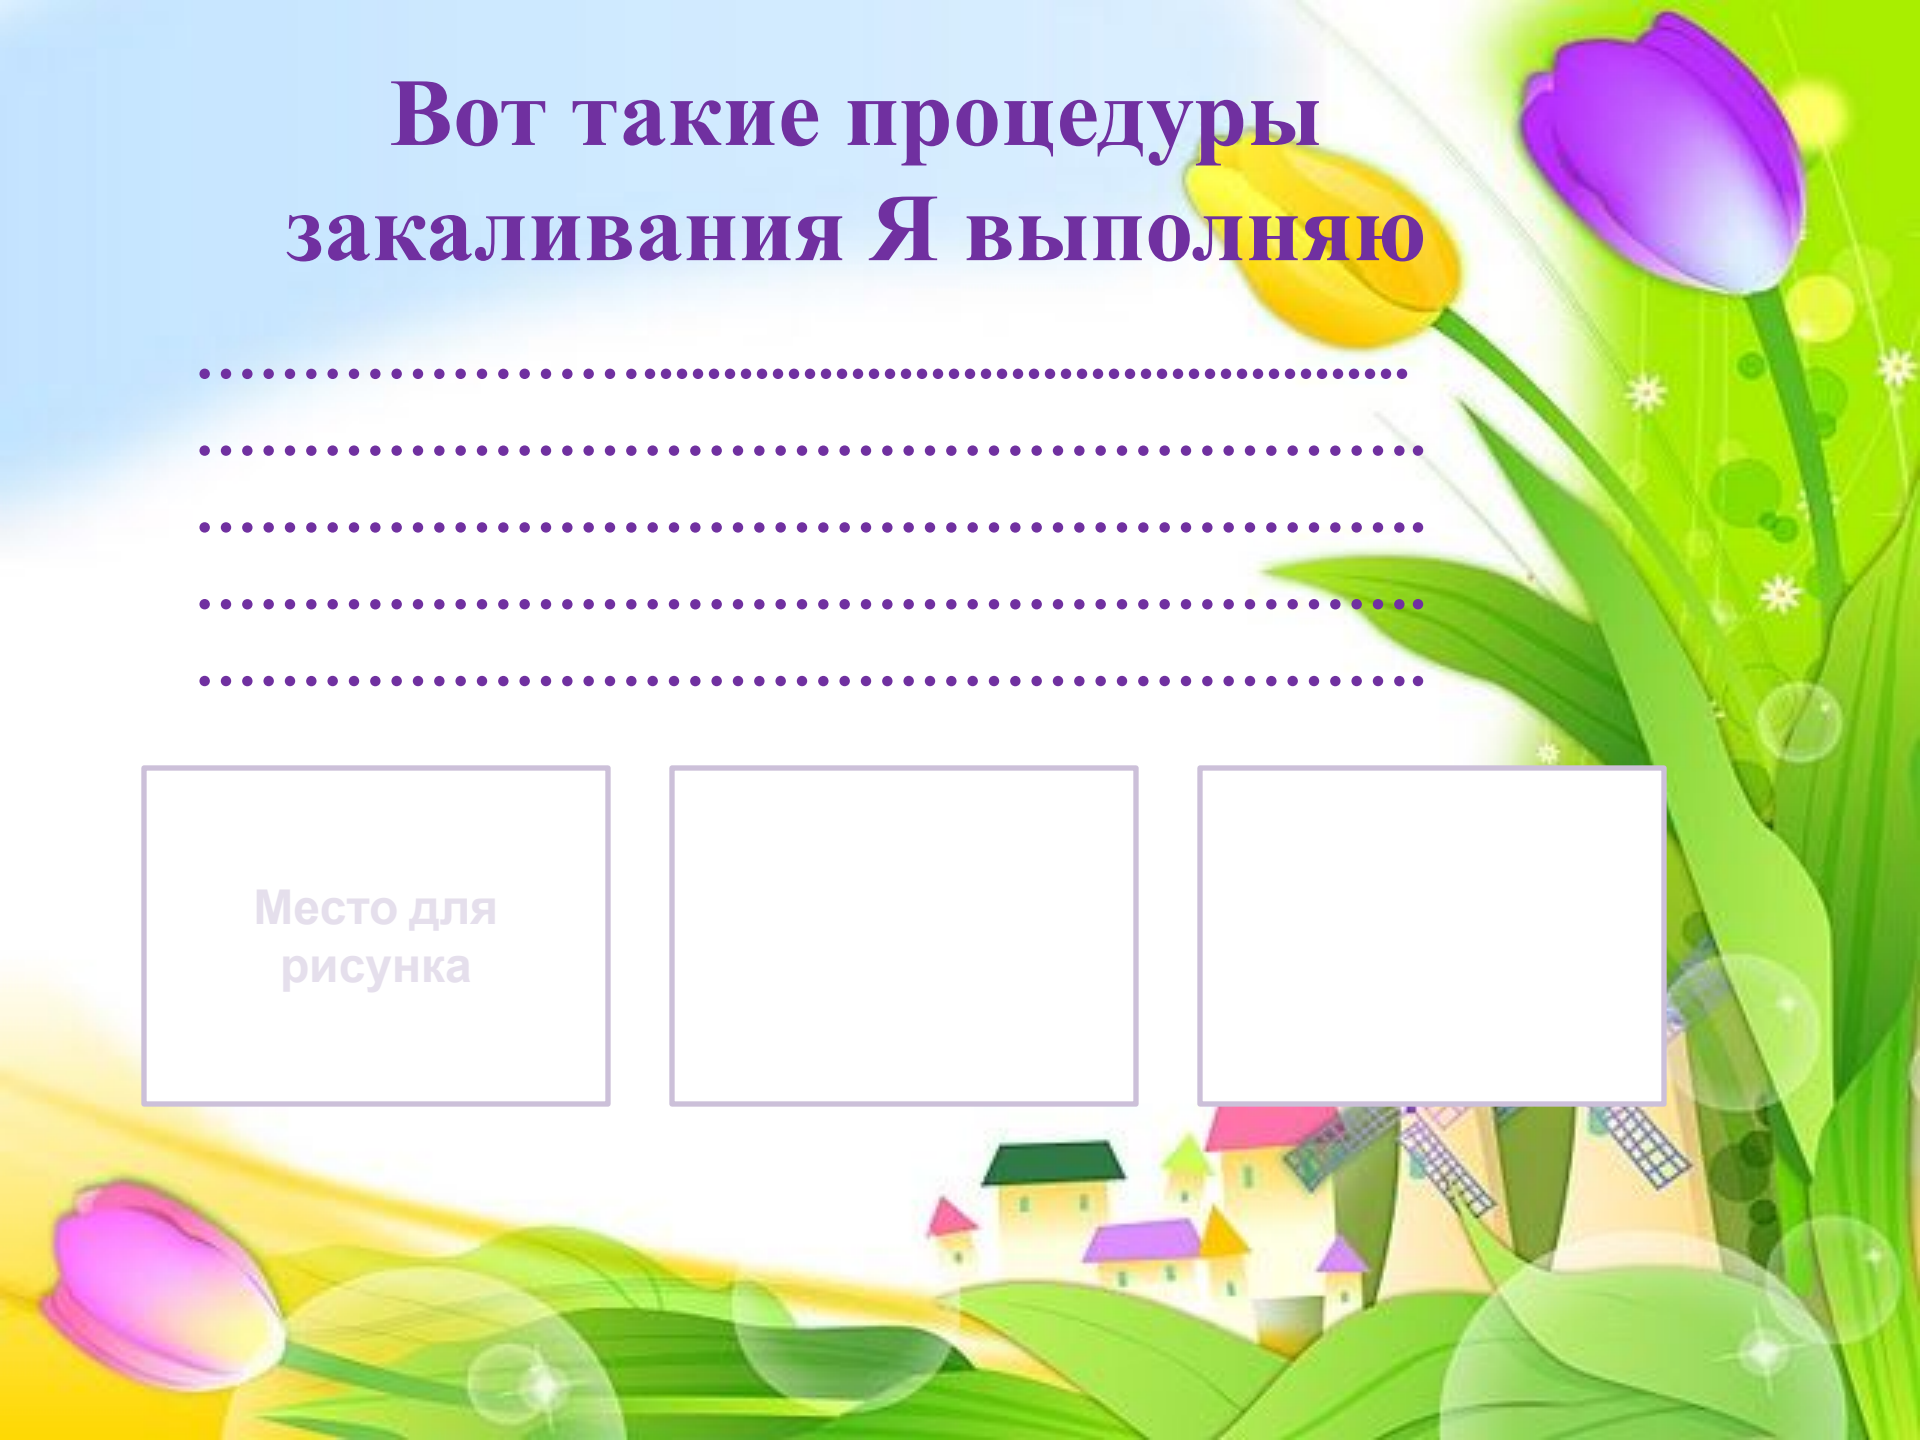 Вот такие процедуры
закаливания Я выполняю
…………………................................................
………………………………………………….
………………………………………………….
………………………………………………….
………………………………………………….
Место для
рисунка